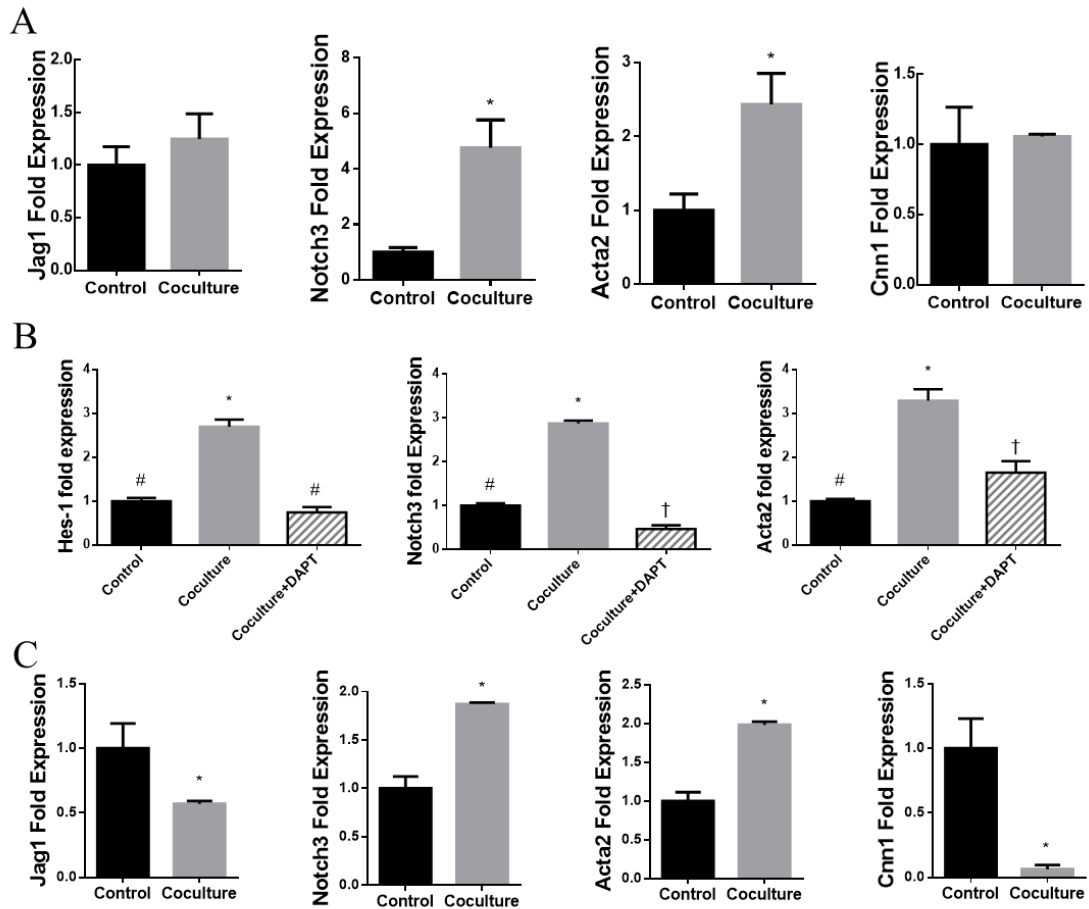 A
Jag1 Fold Expression
2.0
1.5
1.0
0.5
0.0
Control Coculture
Notch3 Fold Expression
8
6
4
2
0
*
Control Coculture
Acta2 Fold Expression
3
2
1
0
*
Control Coculture
Cnn1 Fold Expression
1.5
1.0
0.5
0.0
Control Coculture
B
Hes-1 fold expression
4
3
2
1
0
#
*
#
Control
Coculture
Coculture+DAPT
Notch3 fold Expression
4
3
2
1
0
#
*
†
Control
Coculture
Coculture+DAPT
Acta2 fold expression
4
3
2
1
0
#
*
†
Control
Coculture
Coculture+DAPT
C
Jag1 Fold Expression
1.5
1.0
0.5
0.0
*
Control Coculture
Notch3 Fold Expression
2.0
1.5
1.0
0.5
0.0
*
Control Coculture
Acta2 Fold Expression
2.5
2.0
1.5
1.0
0.5
0.0
*
Control Coculture
Cnn1 Fold Expression
1.5
1.0
0.5
0.0
*
Control Coculture